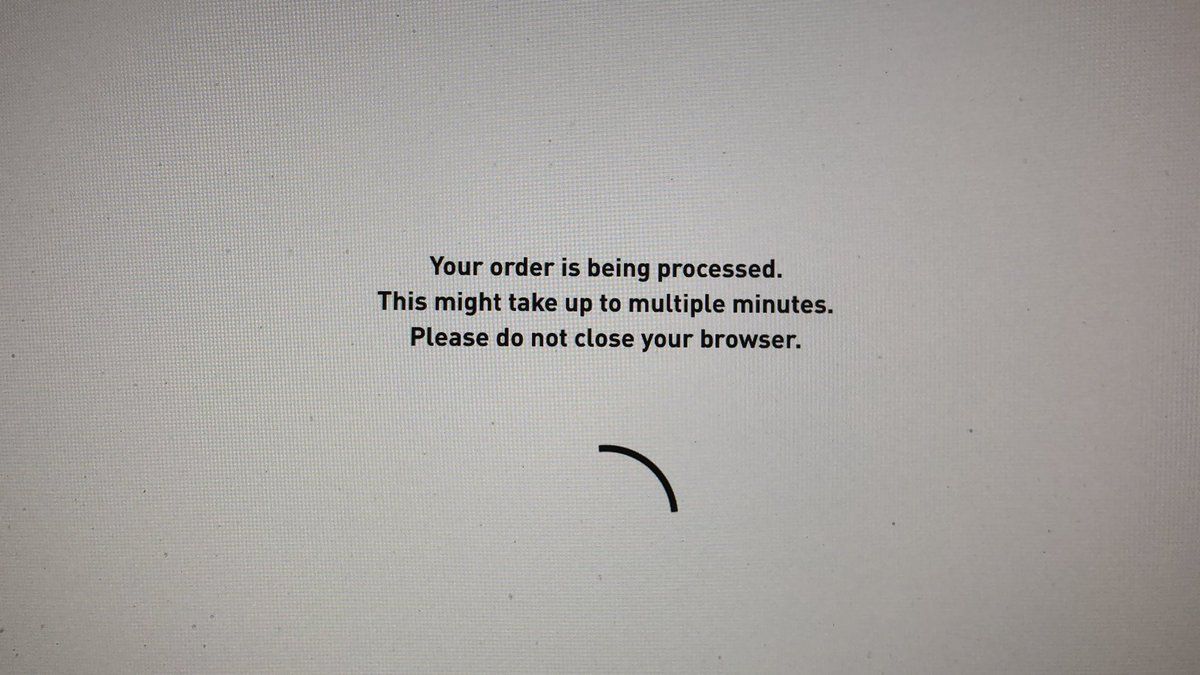 Your order is being processed.
This might take up to multiple minutes.
Please do not close your browser.